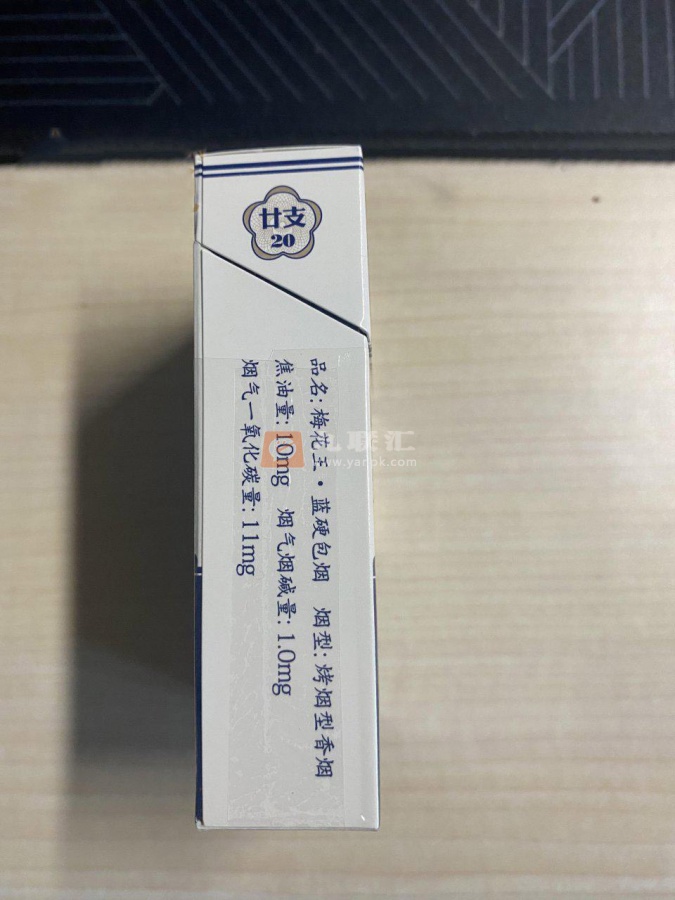 廿支
20
品名:梅花王·蓝硬包烟 烟型:烤烟型香烟
焦油量:10mg 烟气烟碱量:1.0mg
烟气一氧化碳量:11mg
联汇
www.yanpk.com